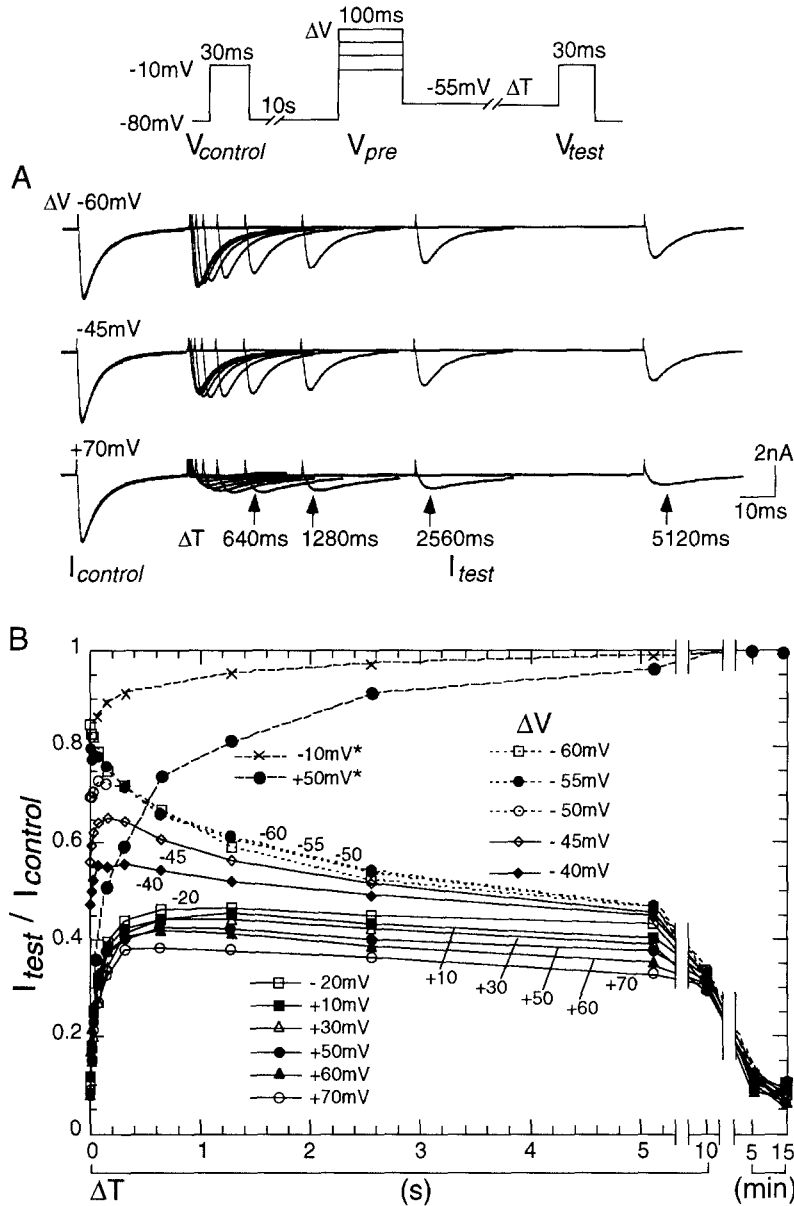 100ms
ΔV
30ms
30ms
-10mV
-55mV
ΔT
10s
-80mV
Vcontrol
Vpre
Vtest
A
ΔV -60mV
-45mV
+70mV
2nA
10ms
ΔT 640ms 1280ms 2560ms 5120ms
Icontrol
Itest
B
1
0.8
0.6
0.4
0.2
0
Itest / Icontrol
-10mV*
+50mV*
ΔV
-60mV
55mV
50mV
-45mV
-40mV
-60
-55
-50
-45
-40
-20
+10
+30
+50
+60
+70
-20mV
+10mV
+30mV
+50mV
+60mV
+70mV
0 1 2 3 4 5 10 5 15
ΔT (s) (min)